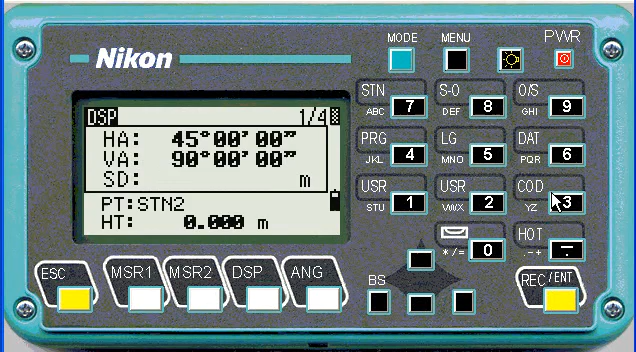 MODE MENU PWR
Nikon
STN ABC 7 S-O DEF 8 O/S GHI 9
DSP 1/4
HA: 45°00'00"
VA: 90°00'00"
SD: m
PT:STN2
HT: 0.000 m
PRG JKL 4 LG MNO 5 DAT PQR 6
USR STU 1 USR VWX 2 COD YZ 3
*/= 0 HOT .-+ -.
ESC MSR1 MSR2 DSP ANG BS REC/ENT